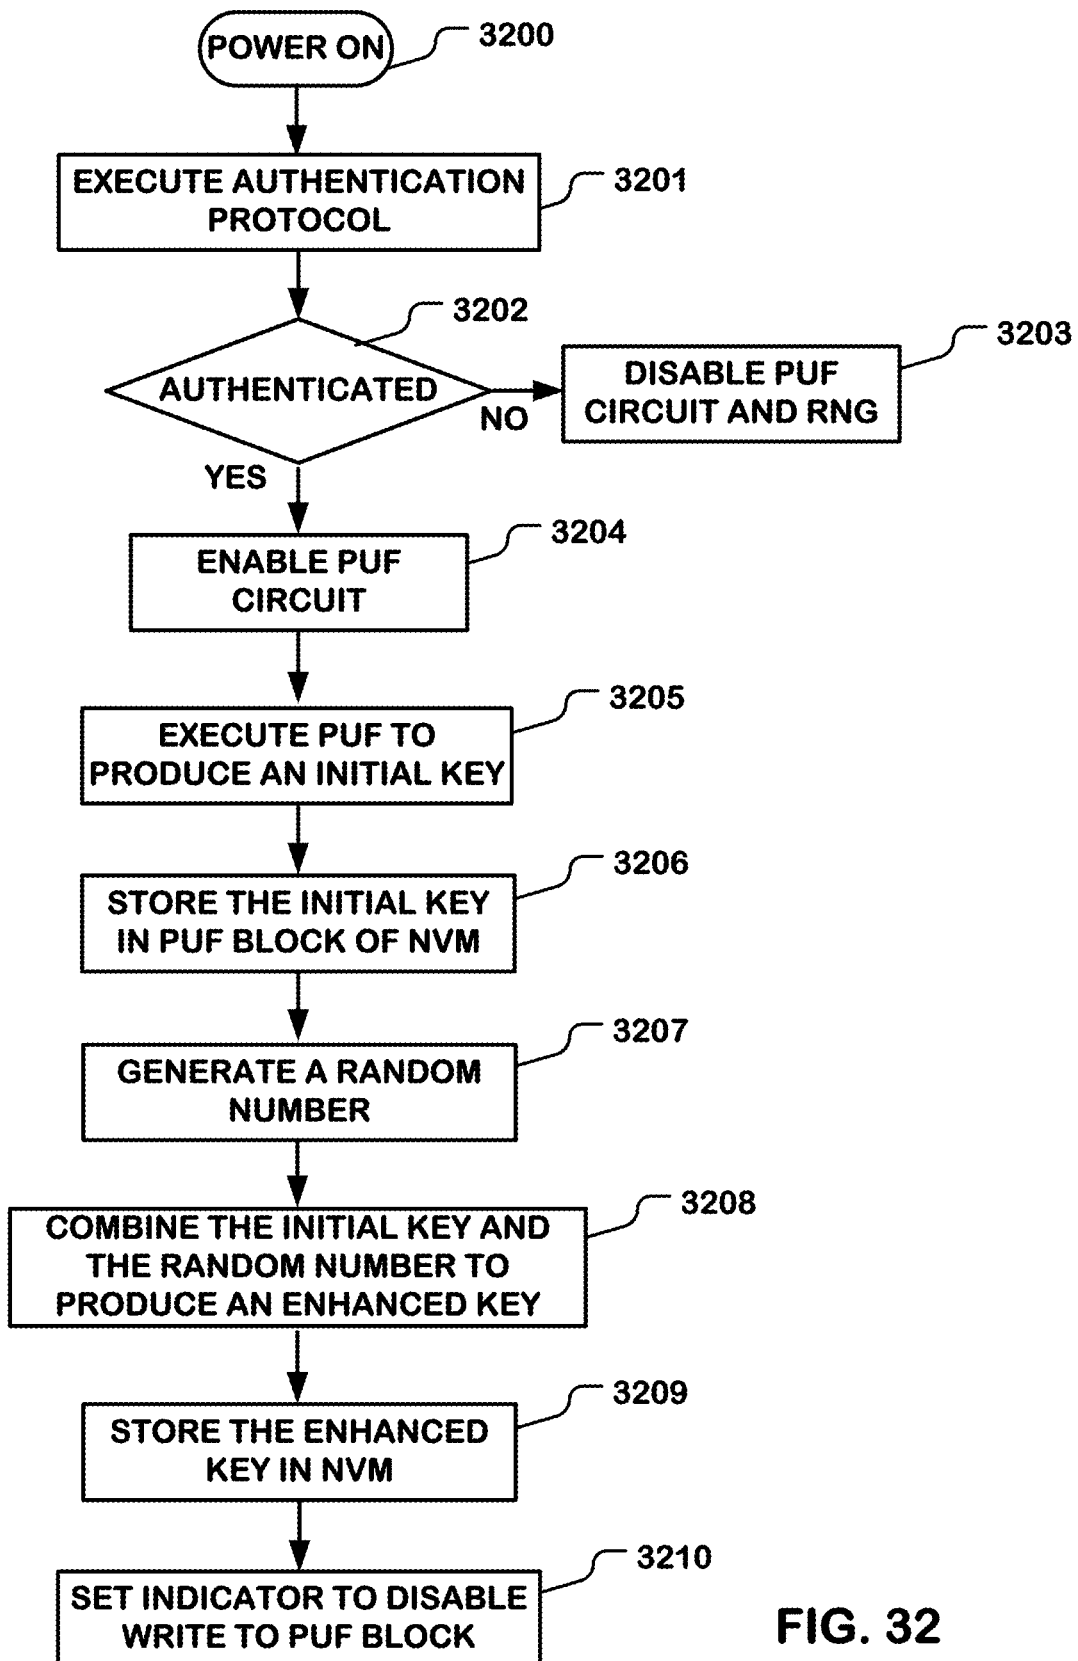 POWER ON
3200
EXECUTE AUTHENTICATION
PROTOCOL
3201
3202
AUTHENTICATED
NO
YES
3203
DISABLE PUF
CIRCUIT AND RNG
3204
ENABLE PUF
CIRCUIT
3205
EXECUTE PUF TO
PRODUCE AN INITIAL KEY
3206
STORE THE INITIAL KEY
IN PUF BLOCK OF NVM
3207
GENERATE A RANDOM
NUMBER
3208
COMBINE THE INITIAL KEY AND
THE RANDOM NUMBER TO
PRODUCE AN ENHANCED KEY
3209
STORE THE ENHANCED
KEY IN NVM
3210
SET INDICATOR TO DISABLE
WRITE TO PUF BLOCK
FIG. 32